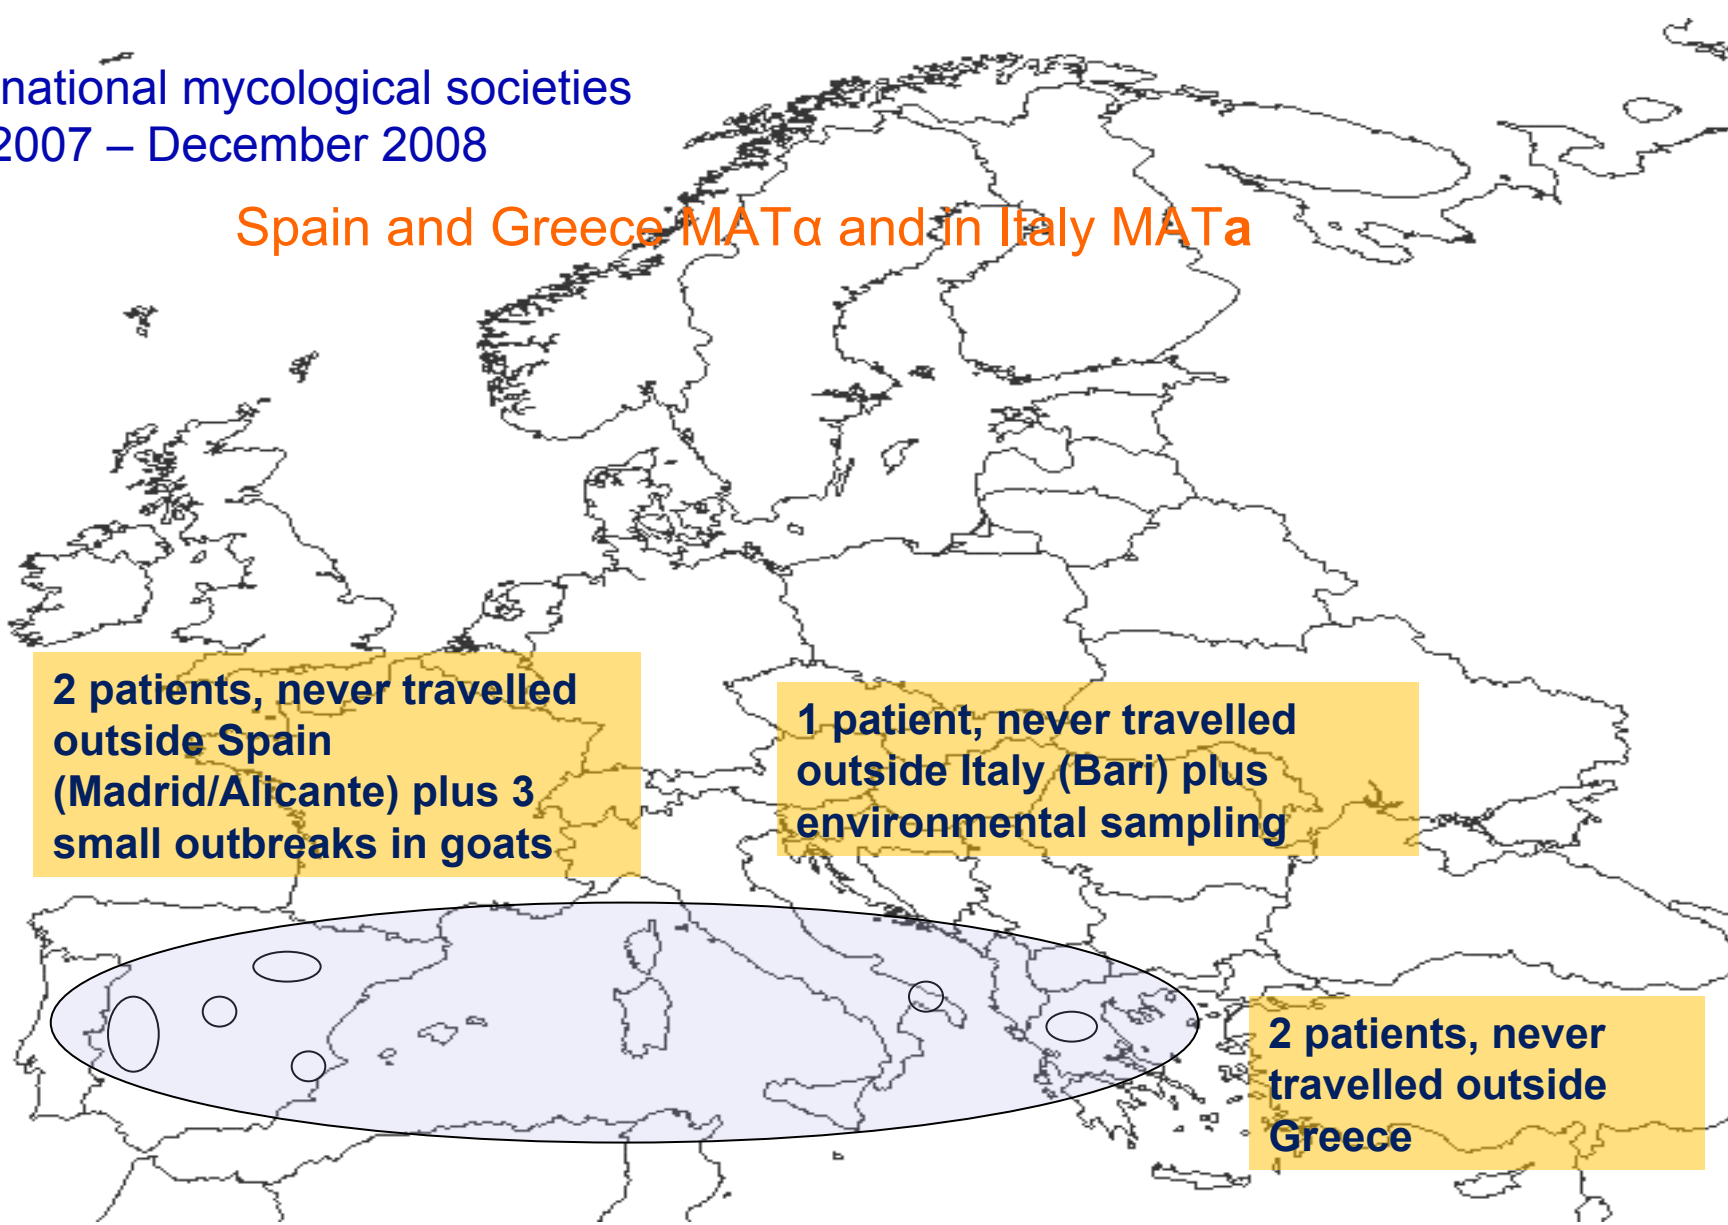 national mycological societies
2007 – December 2008
Spain and Greece MATα and in Italy MATa
2 patients, never travelled
outside Spain
(Madrid/Alicante) plus 3
small outbreaks in goats
1 patient, never travelled
outside Italy (Bari) plus
environmental sampling
2 patients, never
travelled outside
Greece